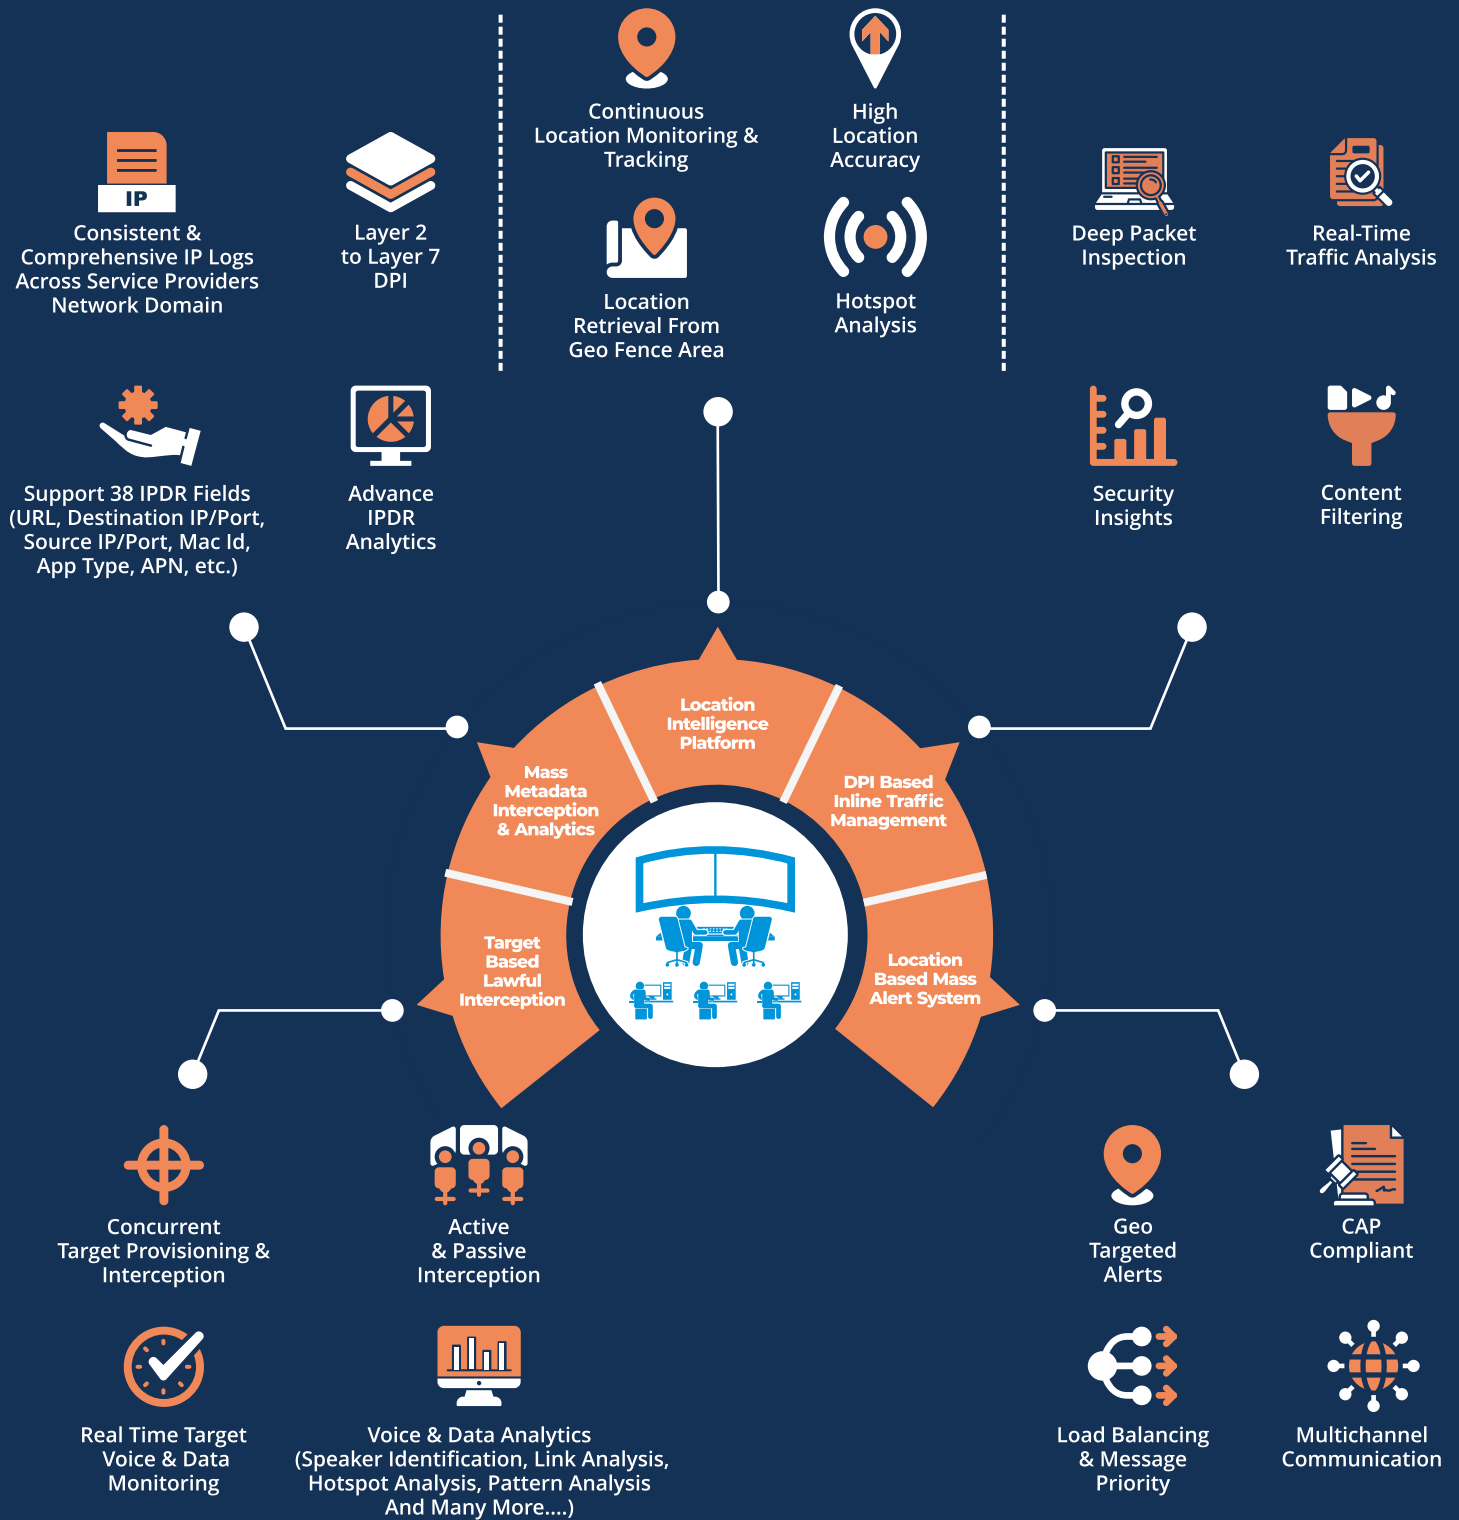 IP
Consistent &
Comprehensive IP Logs
Across Service Providers
Network Domain
Layer 2
to Layer 7
DPI
Support 38 IPDR Fields
(URL, Destination IP/Port,
Source IP/Port, Mac Id,
App Type, APN, etc.)
Advance
IPDR
Analytics
Continuous
Location Monitoring &
Tracking
High
Location
Accuracy
Location
Retrieval From
Geo Fence Area
Hotspot
Analysis
Deep Packet
Inspection
Real-Time
Traffic Analysis
Security
Insights
Content
Filtering
Location
Intelligence
Platform
Mass
Metadata
Interception
& Analytics
DPI Based
Inline Traffic
Management
Target
Based
Lawful
Interception
Location
Based Mass
Alert System
Concurrent
Target Provisioning &
Interception
Active
& Passive
Interception
Real Time Target
Voice & Data
Monitoring
Voice & Data Analytics
(Speaker Identification, Link Analysis,
Hotspot Analysis, Pattern Analysis
And Many More....)
Geo
Targeted
Alerts
CAP
Compliant
Load Balancing
& Message
Priority
Multichannel
Communication